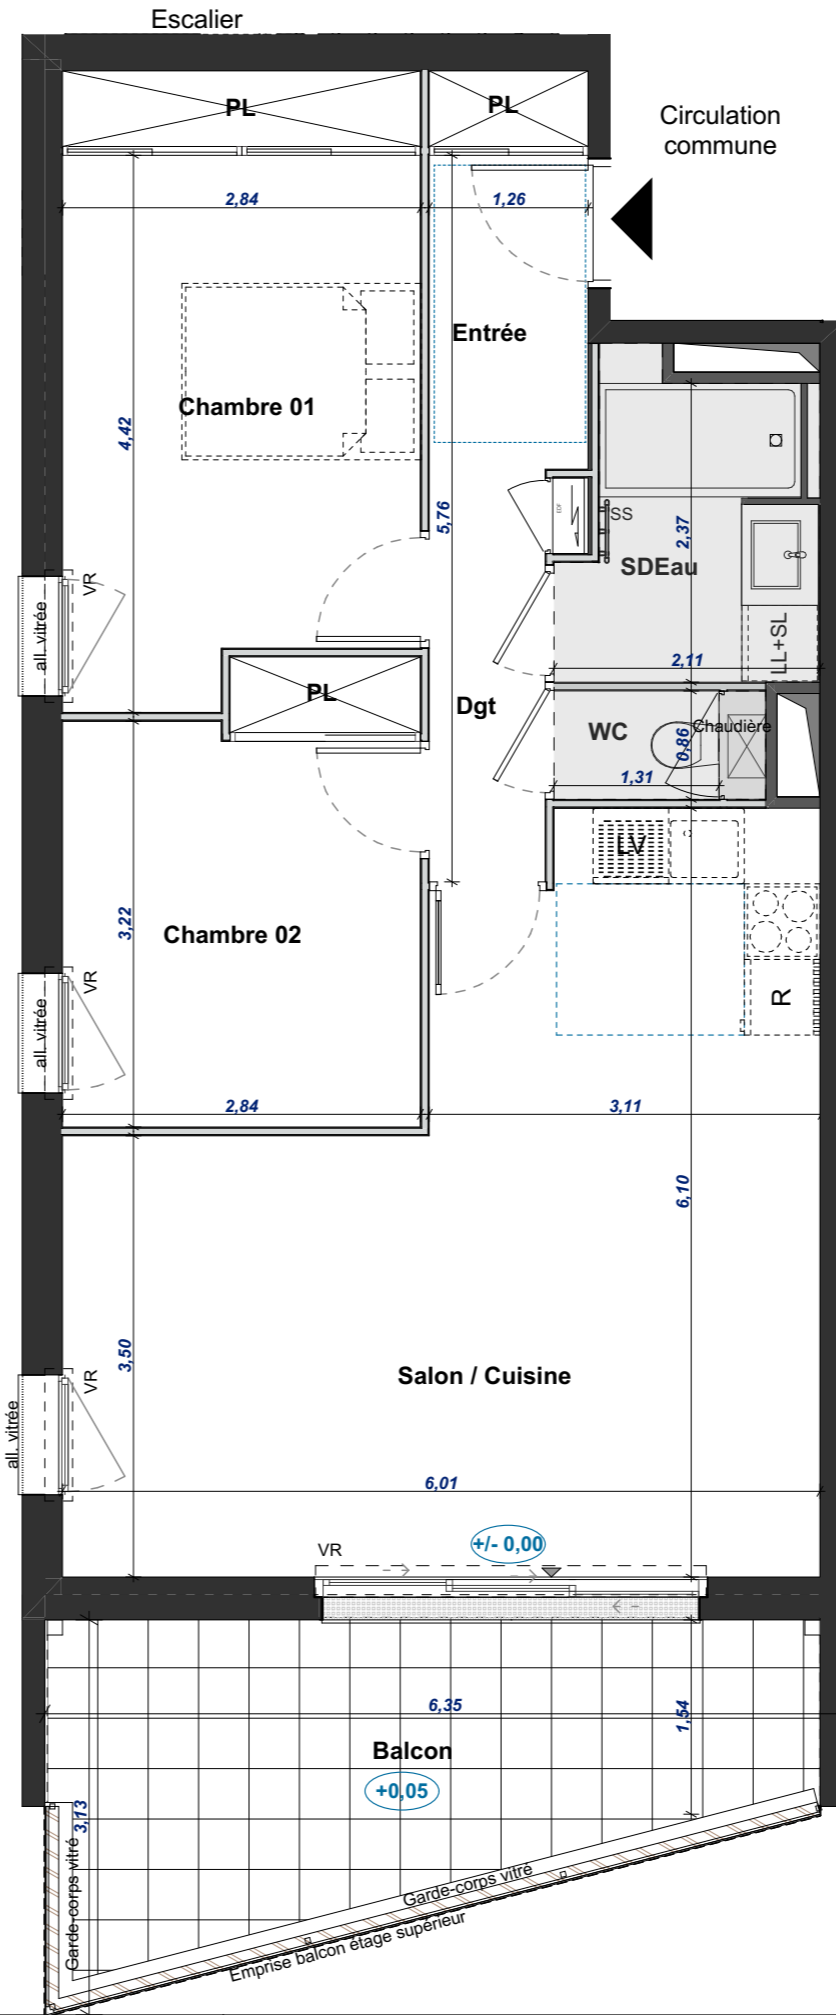 Escalier
PL
PL
Circulation
commune
2,84
1,26
Entrée
Chambre 01
4,42
5,76
EDF
SS
2,37
SDEau
VR
all. vitrée
LL+SL
2,11
PL
Dgt
WC
0,86
Chaudière
1,31
LV
3,22
Chambre 02
VR
all. vitrée
R
2,84
3,11
6,10
3,50
Salon / Cuisine
VR
all. vitrée
6,01
VR
+/- 0,00
6,35
1,54
Balcon
+0,05
3,13
Garde-corps vitré
Garde-corps vitré
Emprise balcon étage supérieur